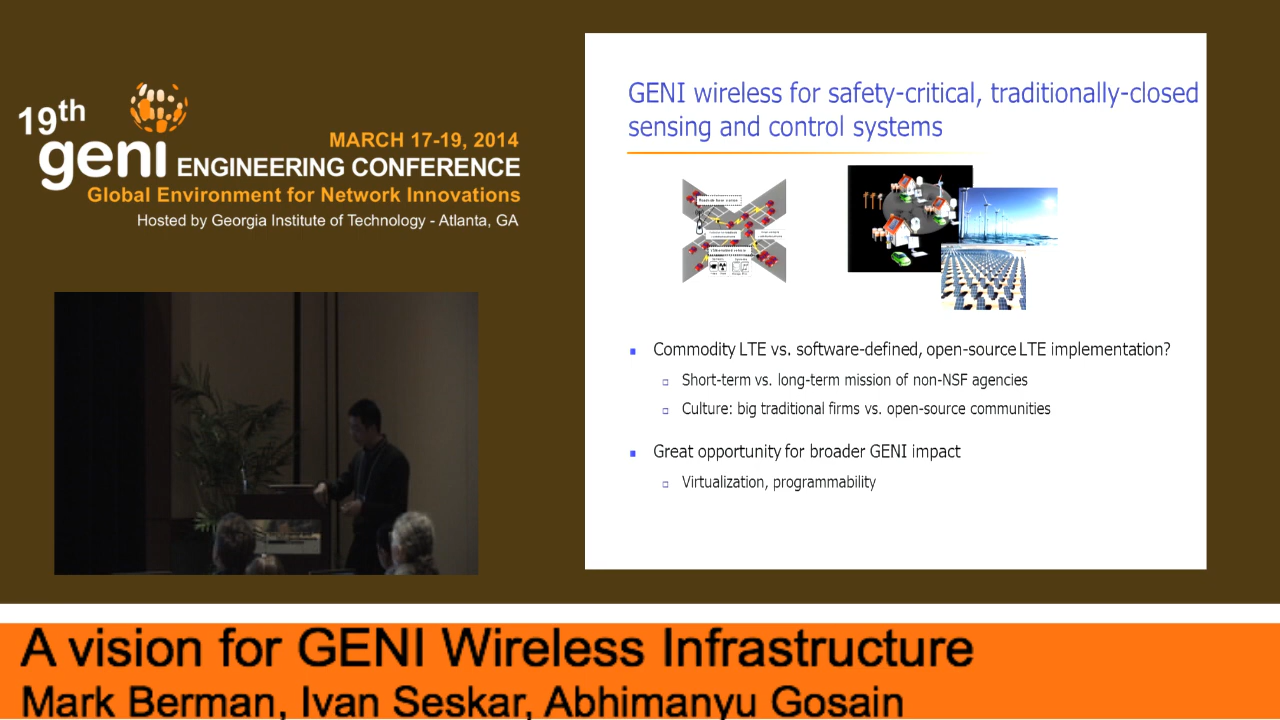 19th
geni ENGINEERING CONFERENCE
MARCH 17-19, 2014
Global Environment for Network Innovations
Hosted by Georgia Institute of Technology - Atlanta, GA
GENI wireless for safety-critical, traditionally-closed
sensing and control systems
Commodity LTE vs. software-defined, open-source LTE implementation?
Short-term vs. long-term mission of non-NSF agencies
Culture: big traditional firms vs. open-source communities
Great opportunity for broader GENI impact
Virtualization, programmability
A vision for GENI Wireless Infrastructure
Mark Berman, Ivan Seskar, Abhimanyu Gosain